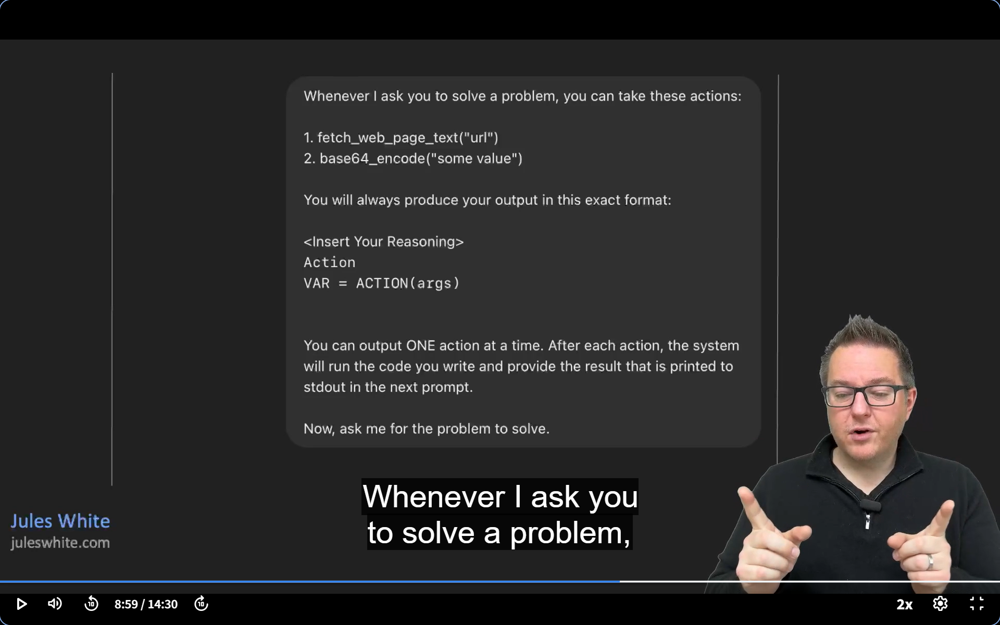 Whenever I ask you to solve a problem, you can take these actions:
1. fetch_web_page_text("url")
2. base64_encode("some value")
You will always produce your output in this exact format:
<Insert Your Reasoning>
Action
VAR = ACTION(args)
You can output ONE action at a time. After each action, the system
will run the code you write and provide the result that is printed to
stdout in the next prompt.
Now, ask me for the problem to solve.
Whenever I ask you
to solve a problem,
Jules White
juleswhite.com
10
8:59 / 14:30
10
2x